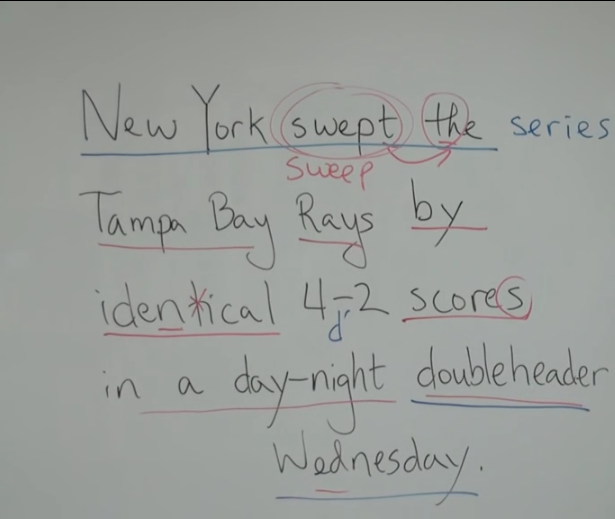 New York swept the series
sweep
Tampa Bay Rays by
identical 4-2 scores
d
in a day-night doubleheader
Wednesday.